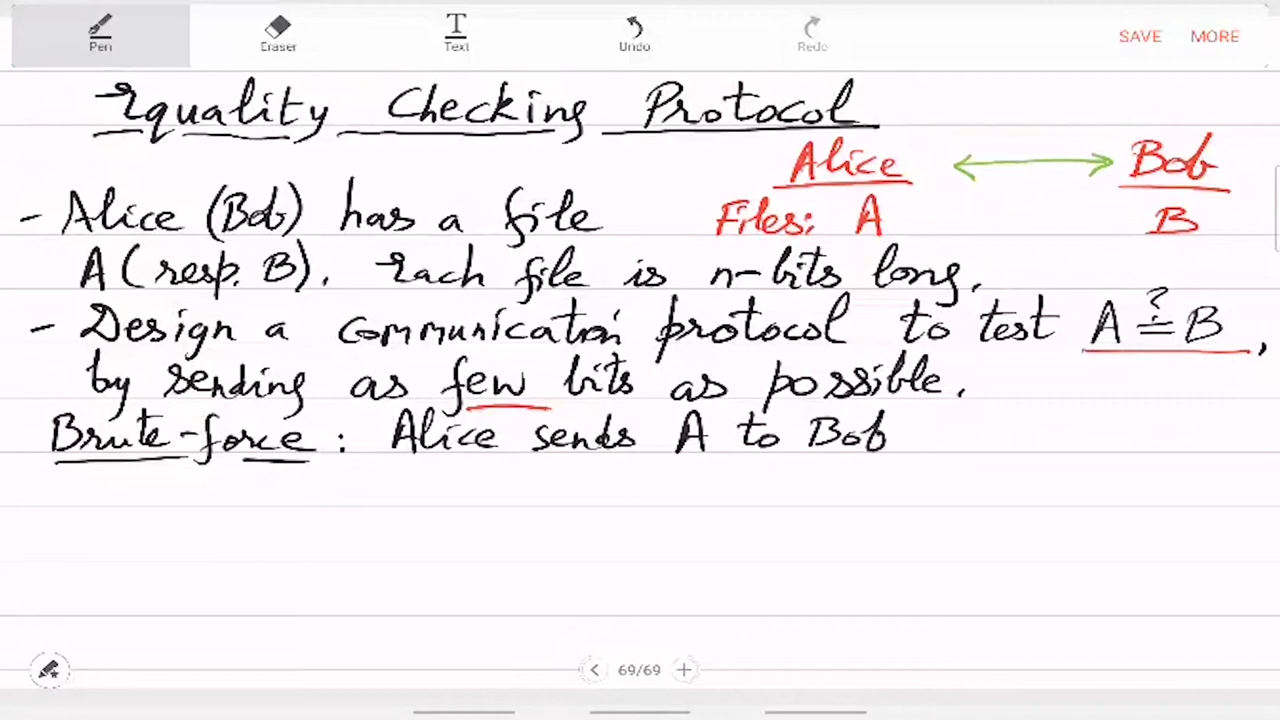 Pen Eraser Text Undo Redo SAVE MORE
Equality Checking Protocol
Alice ↔ Bob
- Alice (Bob) has a file
Files: A B
A (resp. B). Each file is n-bits long.
- Design a communication protocol to test A ≟ B,
by sending as few bits as possible.
Brute-force: Alice sends A to Bob
69/69